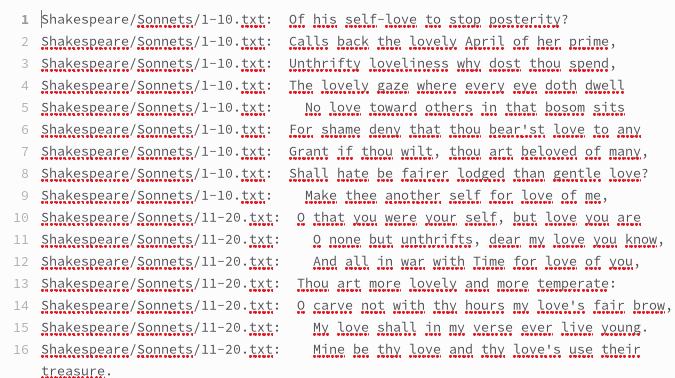 1 Shakespeare/Sonnets/1-10.txt:  Of his self-love to stop posterity?
2 Shakespeare/Sonnets/1-10.txt:  Calls back the lovely April of her prime,
3 Shakespeare/Sonnets/1-10.txt:  Unthrifty loveliness why dost thou spend,
4 Shakespeare/Sonnets/1-10.txt:  The lovely gaze where every eye doth dwell
5 Shakespeare/Sonnets/1-10.txt:    No love toward others in that bosom sits
6 Shakespeare/Sonnets/1-10.txt:  For shame deny that thou bear'st love to any
7 Shakespeare/Sonnets/1-10.txt:  Grant if thou wilt, thou art beloved of many,
8 Shakespeare/Sonnets/1-10.txt:  Shall hate be fairer lodged than gentle love?
9 Shakespeare/Sonnets/1-10.txt:    Make thee another self for love of me,
10 Shakespeare/Sonnets/11-20.txt:  O that you were your self, but love you are
11 Shakespeare/Sonnets/11-20.txt:    O none but unthrifts, dear my love you know,
12 Shakespeare/Sonnets/11-20.txt:    And all in war with Time for love of you,
13 Shakespeare/Sonnets/11-20.txt:  Thou art more lovely and more temperate:
14 Shakespeare/Sonnets/11-20.txt:  O carve not with thy hours my love's fair brow,
15 Shakespeare/Sonnets/11-20.txt:    My love shall in my verse ever live young.
16 Shakespeare/Sonnets/11-20.txt:    Mine be thy love and thy love's use their
treasure.